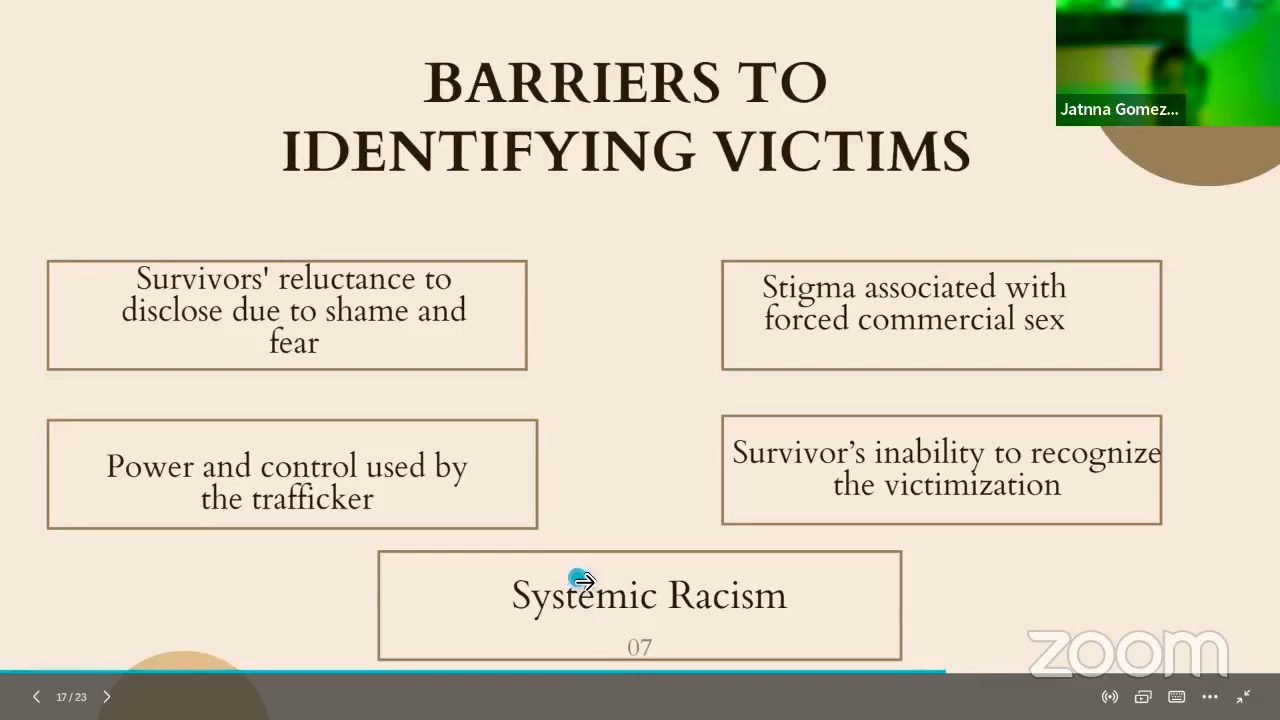 BARRIERS TO
IDENTIFYING VICTIMS
Jatnna Gomez...
Survivors' reluctance to
disclose due to shame and
fear
Stigma associated with
forced commercial sex
Power and control used by
the trafficker
Survivor’s inability to recognize
the victimization
Systemic Racism
07
zoom
17 / 23